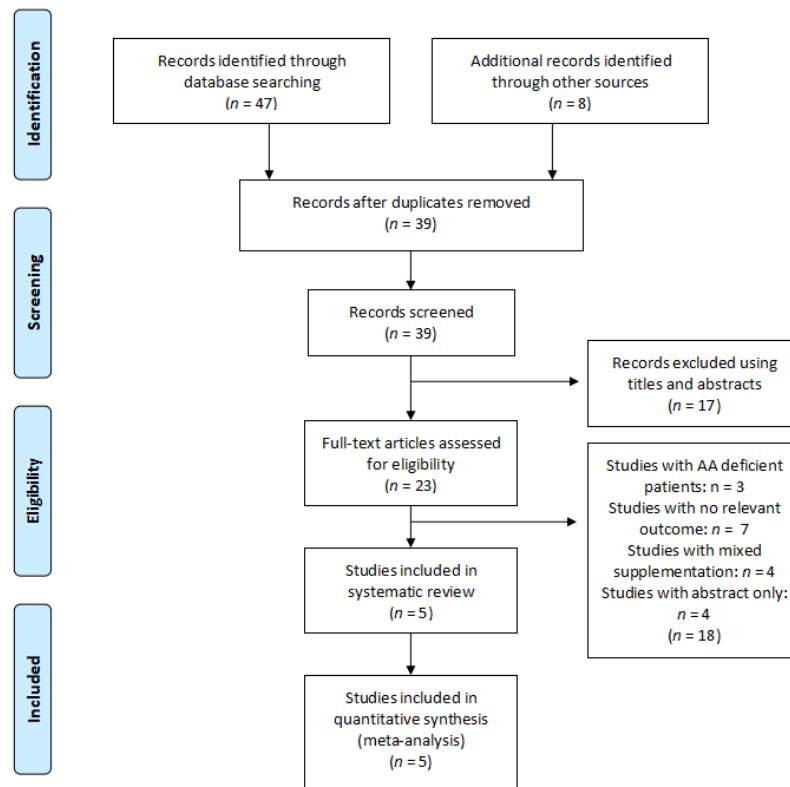 Identification
Records identified through
database searching
(n = 47)
Additional records identified
through other sources
(n = 8)
Records after duplicates removed
(n = 39)
Screening
Records screened
(n = 39)
Records excluded using
titles and abstracts
(n = 17)
Eligibility
Full-text articles assessed
for eligibility
(n = 23)
Studies with AA deficient
patients: n = 3
Studies with no relevant
outcome: n = 7
Studies with mixed
supplementation: n = 4
Studies with abstract only:
n = 4
(n = 18)
Studies included in
systematic review
(n = 5)
Included
Studies included in
quantitative synthesis
(meta-analysis)
(n = 5)